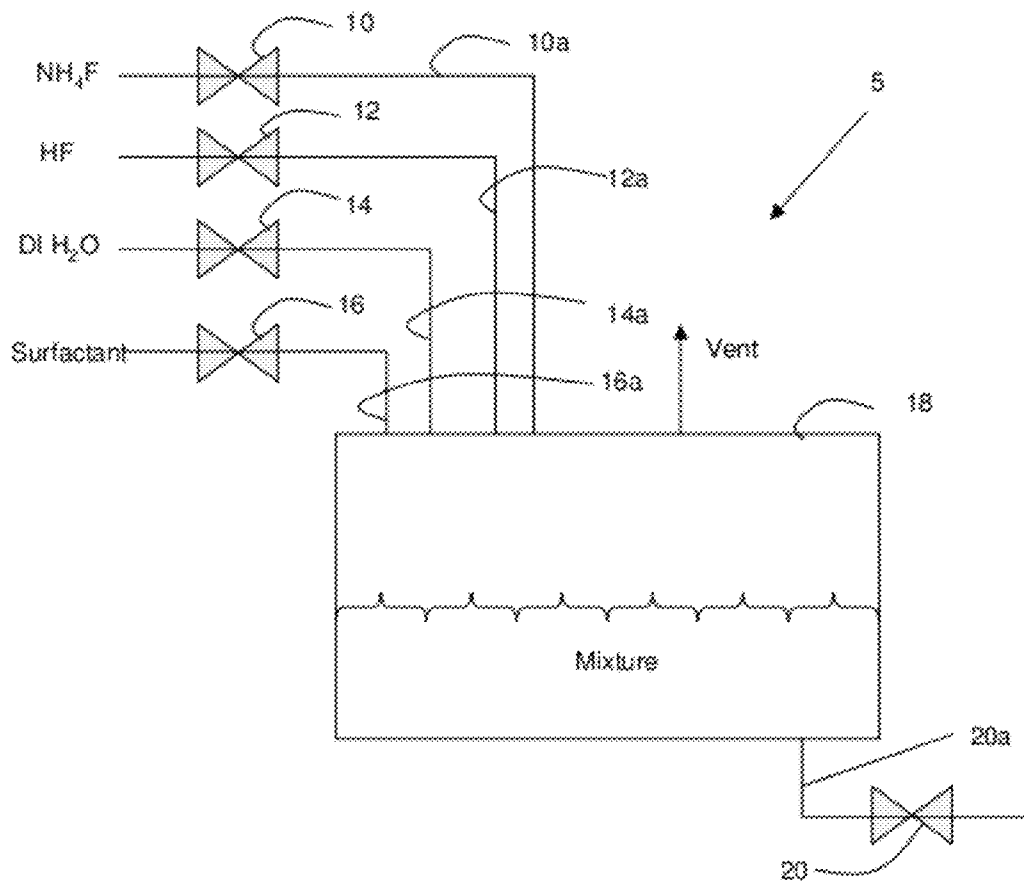 10
NH₄F
10a
5
12
HF
12a
14
DI H₂O
14a
16
Surfactant
Vent
16a
18
Mixture
20a
20